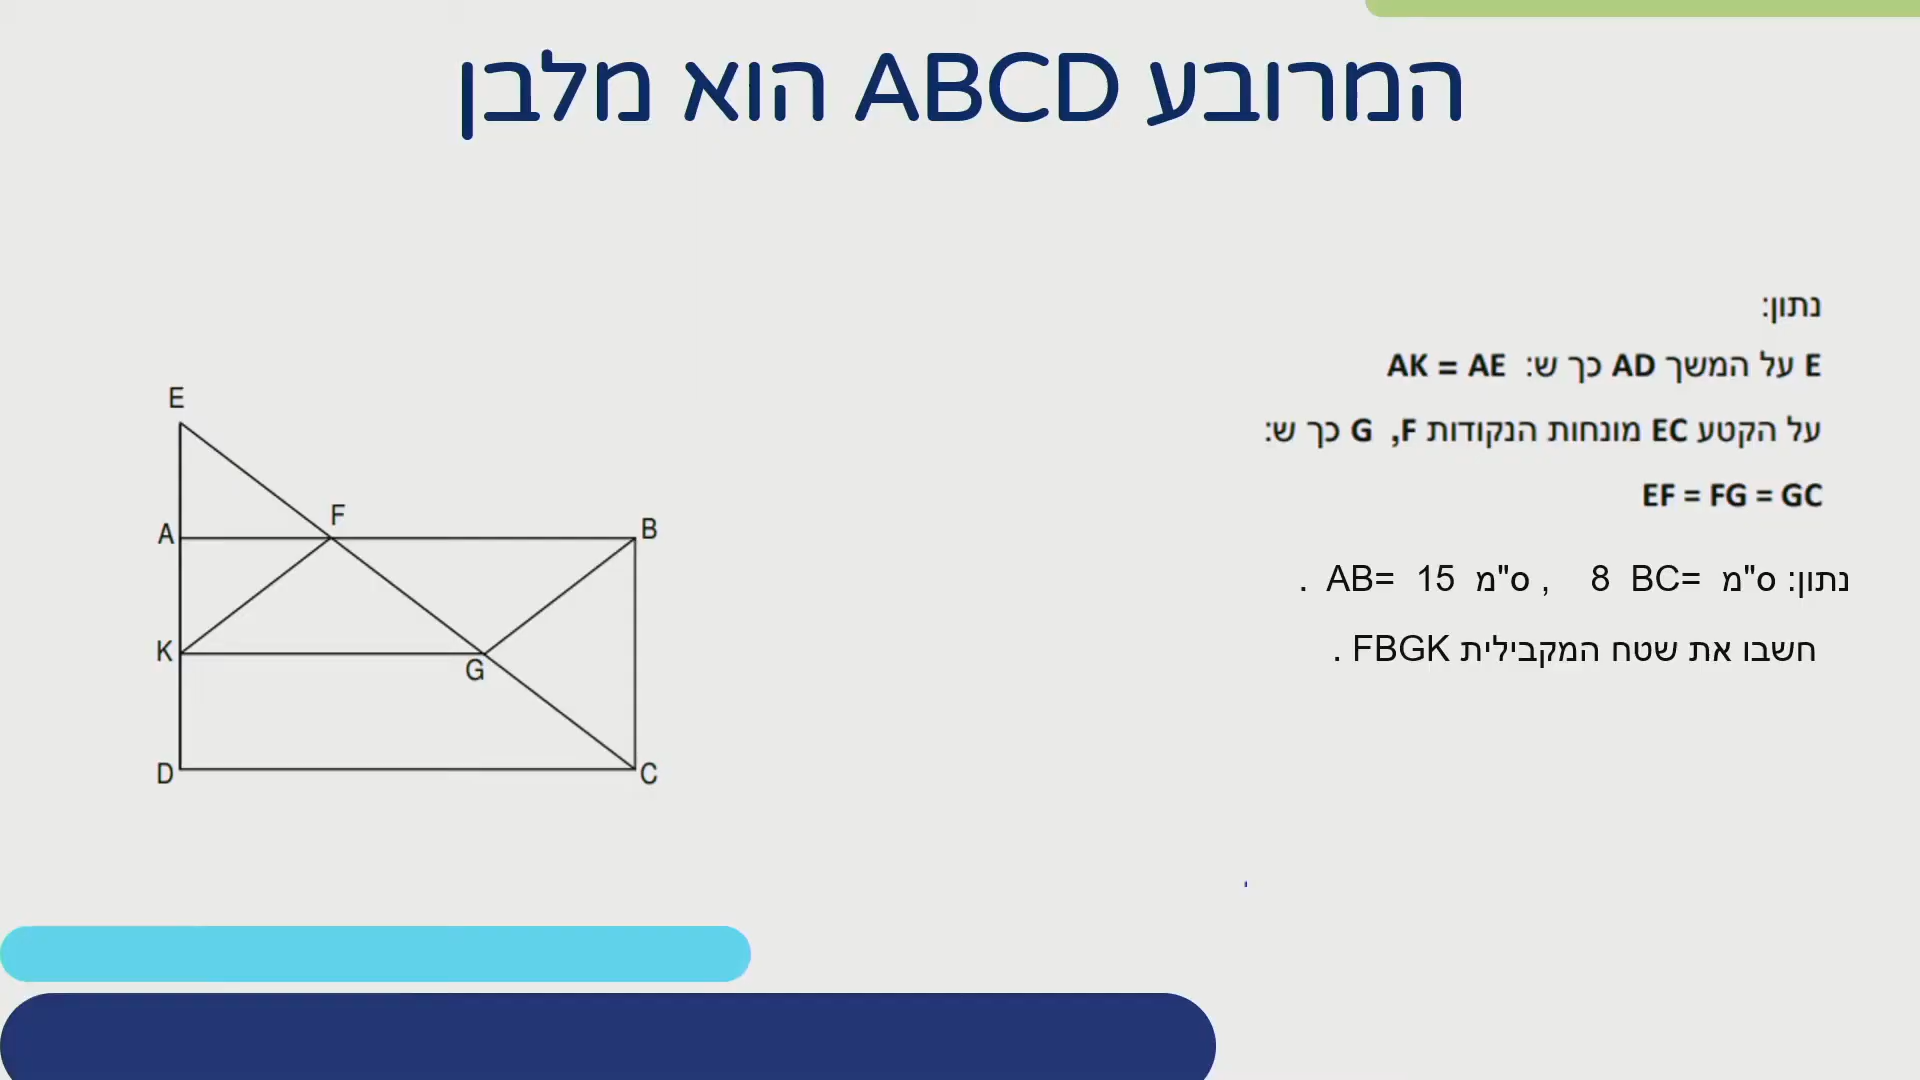 המרובע ABCD הוא מלבן
נתון:
E על המשך AD כך ש: AK = AE
על הקטע EC מונחות הנקודות F, G כך ש:
EF = FG = GC
נתון: ס"מ BC= 8 , ס"מ AB= 15 .
חשבו את שטח המקבילית FBGK .
E
F
B
A
K
G
D
C